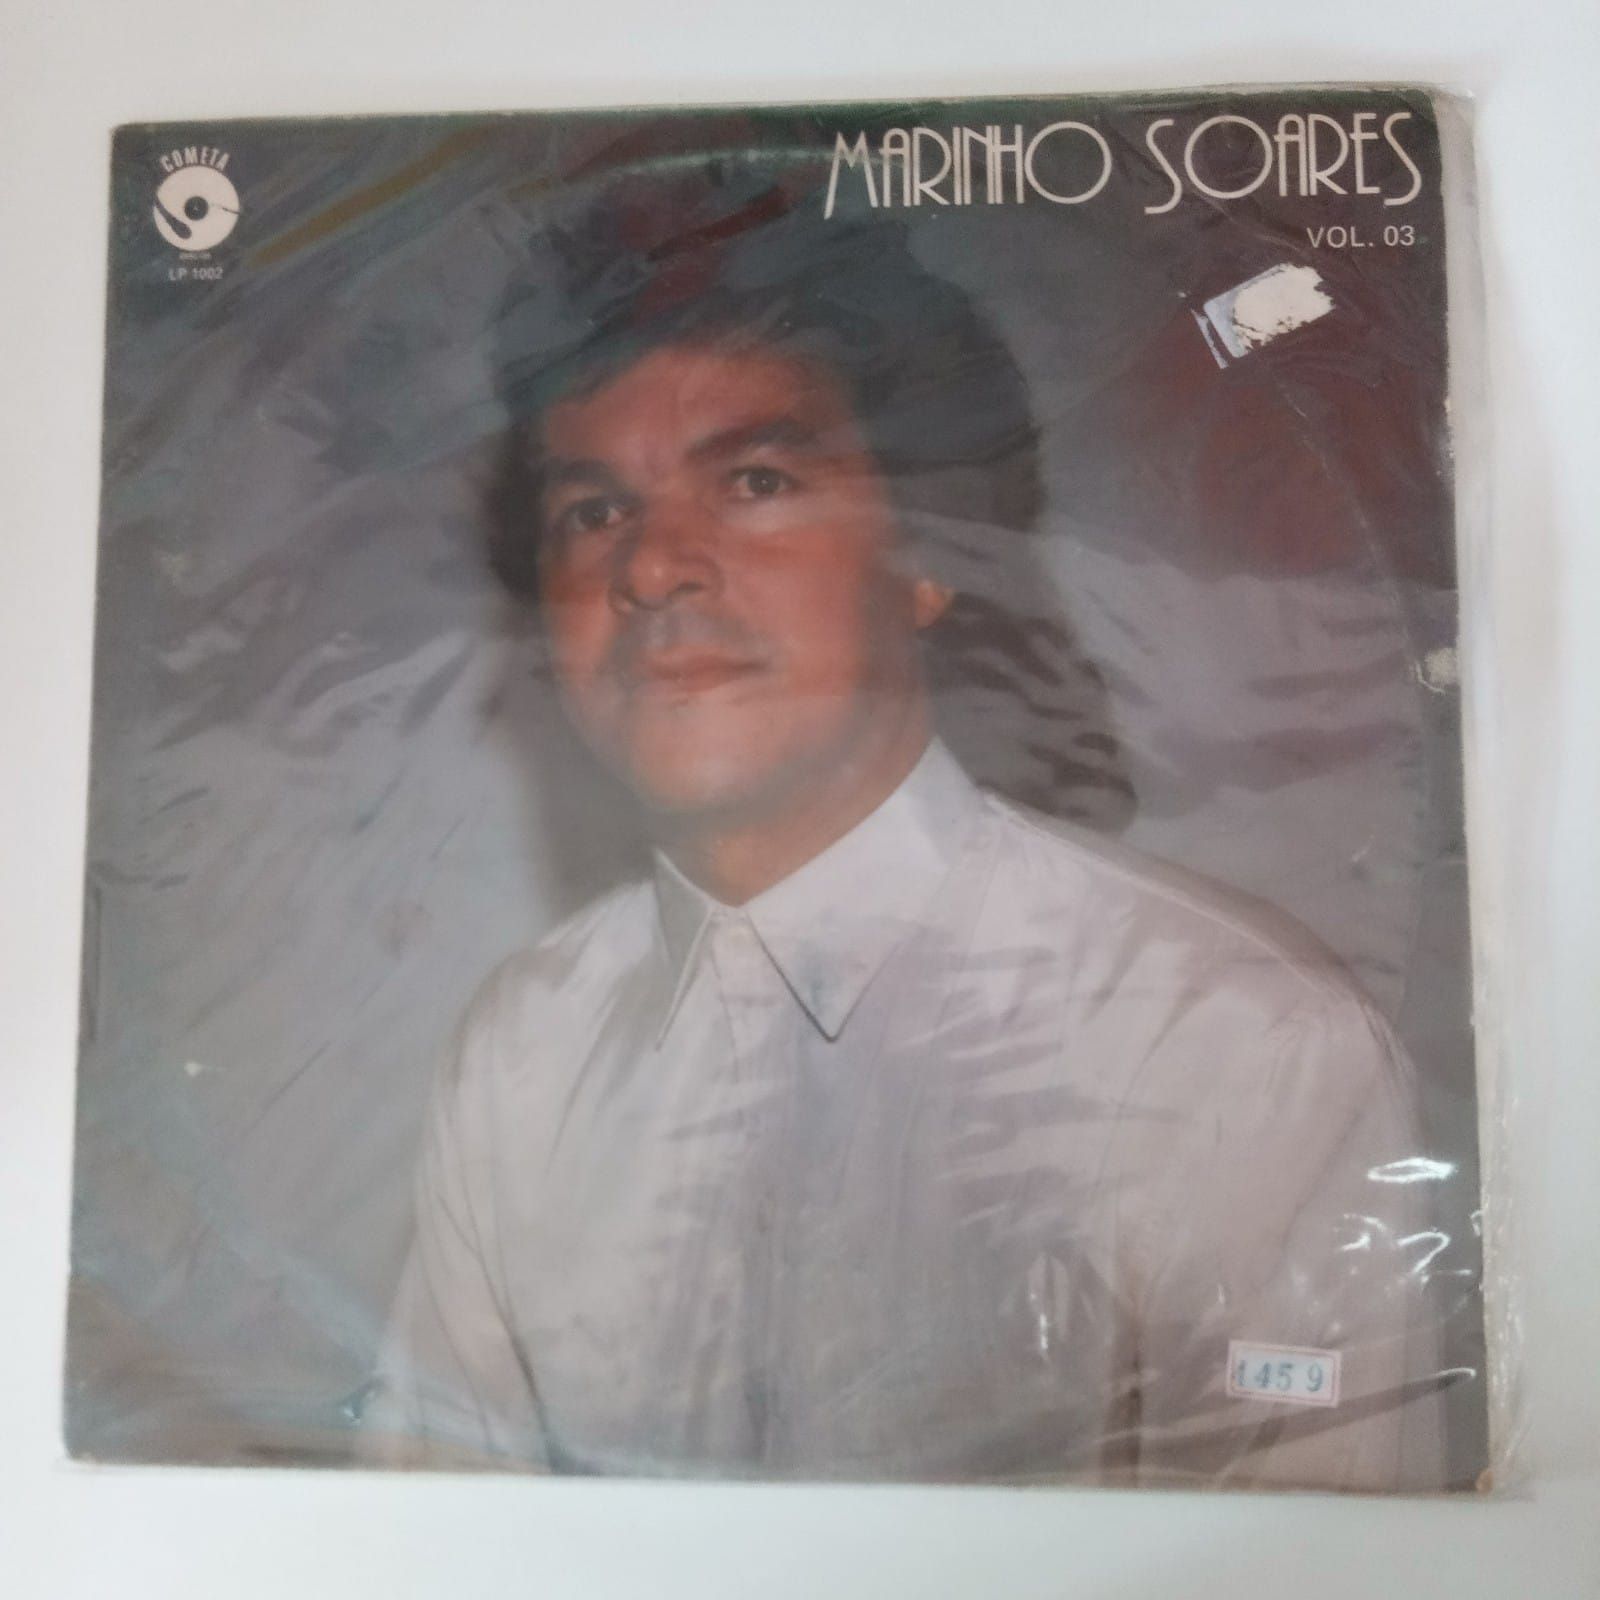 COMETA
LP 1002
MARINHO SOARES
VOL. 03
1459